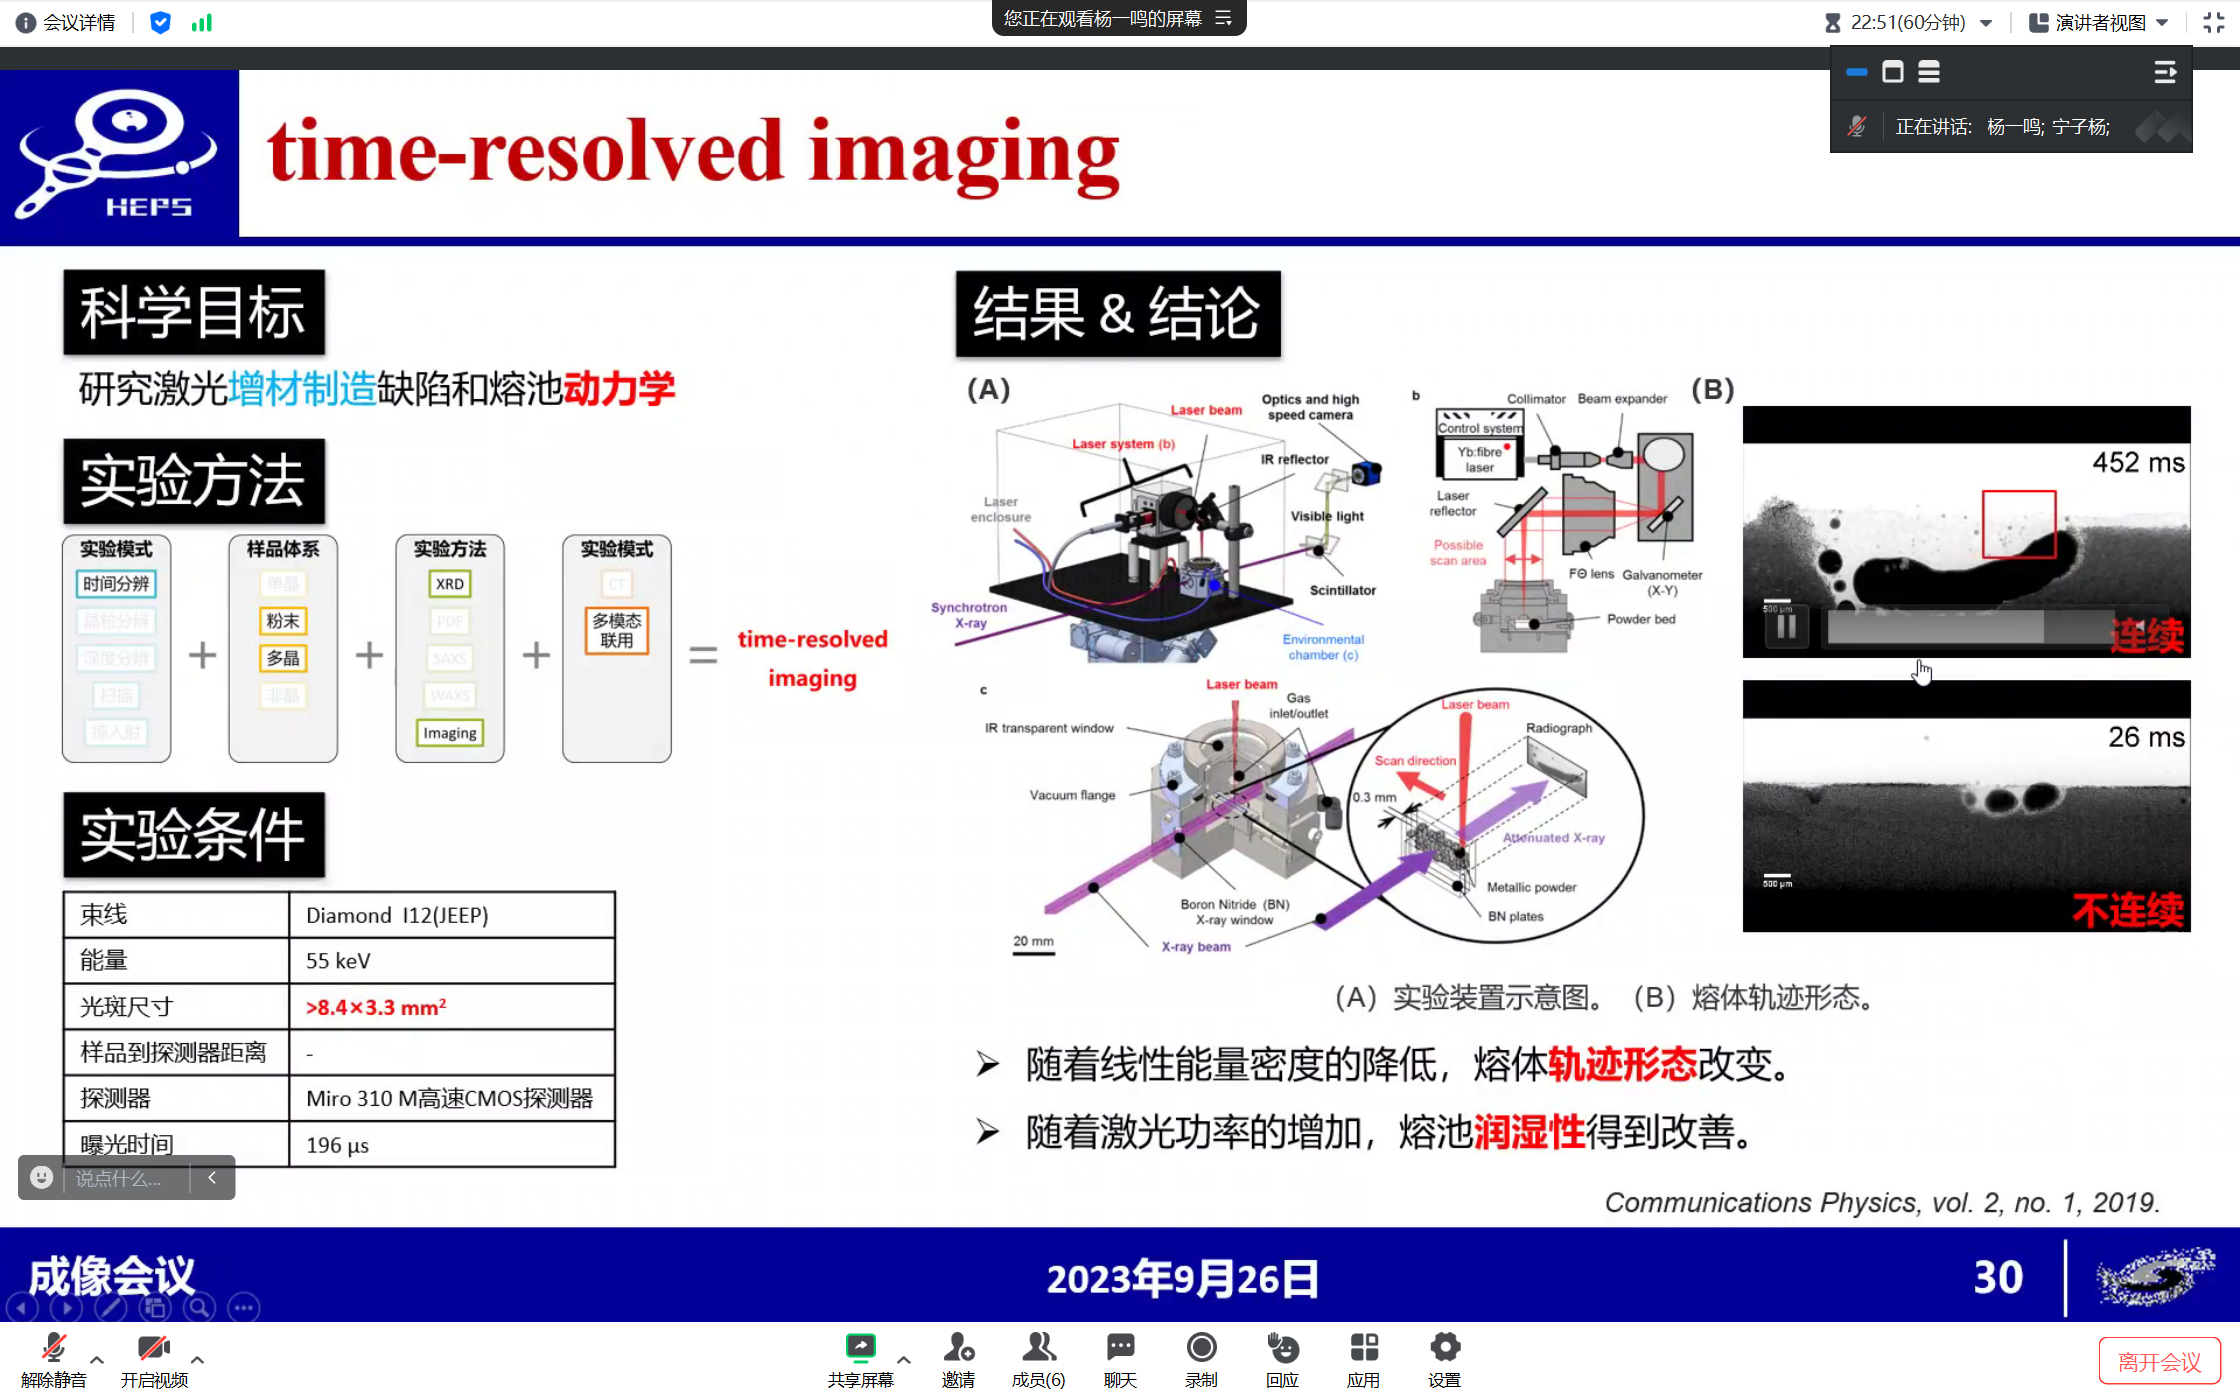 会议详情
您正在观看杨一鸣的屏幕
22:51(60分钟)
演讲者视图
正在讲话: 杨一鸣; 宁子杨;
HEPS
time-resolved imaging
科学目标
研究激光增材制造缺陷和熔池动力学
实验方法
实验模式
时间分辨
晶粒分辨
深度分辨
扫描
掠入射
+
样品体系
单晶
粉末
多晶
非晶
+
实验方法
XRD
PDF
SAXS
WAXS
Imaging
+
实验模式
CT
多模态
联用
=
time-resolved
imaging
实验条件
束线 Diamond I12(JEEP)
能量 55 keV
光斑尺寸 >8.4×3.3 mm²
样品到探测器距离 -
探测器 Miro 310 M高速CMOS探测器
曝光时间 196 μs
说点什么...
结果 & 结论
(A)
Laser beam
Optics and high
speed camera
Laser system (b)
IR reflector
Laser
enclosure
Visible light
Scintillator
Synchrotron
X-ray
Environmental
chamber (c)
b
Collimator
Beam expander
Control system
Yb:fibre
laser
Laser
reflector
Possible
scan area
FΘ lens
Galvanometer
(X-Y)
Powder bed
c
Laser beam
Gas
inlet/outlet
IR transparent window
Vacuum flange
Boron Nitride (BN)
X-ray window
20 mm
X-ray beam
Laser beam
Radiograph
Scan direction
0.3 mm
Attenuated X-ray
Metallic powder
BN plates
(B)
452 ms
500 μm
连续
26 ms
500 μm
不连续
（A）实验装置示意图。（B）熔体轨迹形态。
➢ 随着线性能量密度的降低，熔体轨迹形态改变。
➢ 随着激光功率的增加，熔池润湿性得到改善。
Communications Physics, vol. 2, no. 1, 2019.
成像会议
2023年9月26日
30
解除静音
开启视频
共享屏幕
邀请
成员(6)
聊天
录制
回应
应用
设置
离开会议